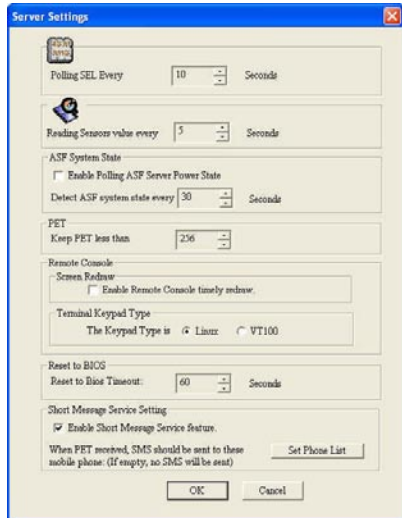 Server Settings
Polling SEL Every 10 Seconds
Reading Sensors value every 5 Seconds
ASF System State
Enable Polling ASF Server Power State
Detect ASF system state every 30 Seconds
PET
Keep PET less than 256
Remote Console
Screen Redraw
Enable Remote Console timely redraw.
Terminal Keypad Type
The Keypad Type is Linux VT100
Reset to BIOS
Reset to Bios Timeout: 60 Seconds
Short Message Service Setting
Enable Short Message Service feature.
When PET received, SMS should be sent to these
mobile phone: (If empty, no SMS will be sent)
Set Phone List
OK Cancel